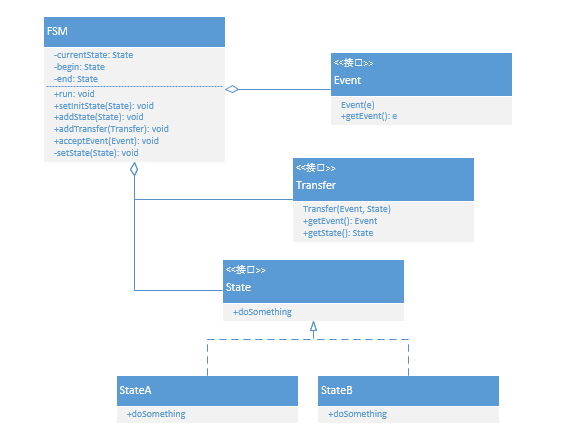 FSM
-currentState: State
-begin: State
-end: State
+run: void
+setInitState(State): void
+addState(State): void
+addTransfer(Transfer): void
+acceptEvent(Event): void
-setState(State): void
<<接口>>
Event
Event(e)
+getEvent(): e
<<接口>>
Transfer
Transfer(Event, State)
+getEvent(): Event
+getState(): State
<<接口>>
State
+doSomething
StateA
+doSomething
StateB
+doSomething